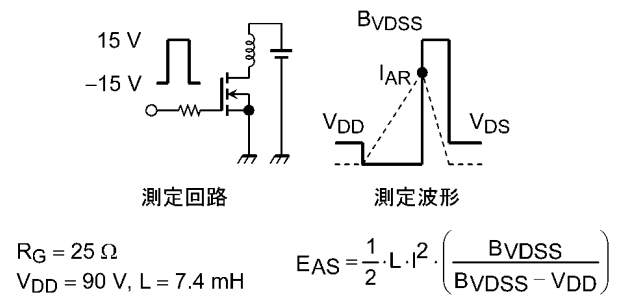 15 V
−15 V
測定回路
BVDSS
IAR
VDD
VDS
測定波形
RG = 25 Ω
VDD = 90 V, L = 7.4 mH
EAS = 1/2·L·I²·(BVDSS/(BVDSS − VDD))